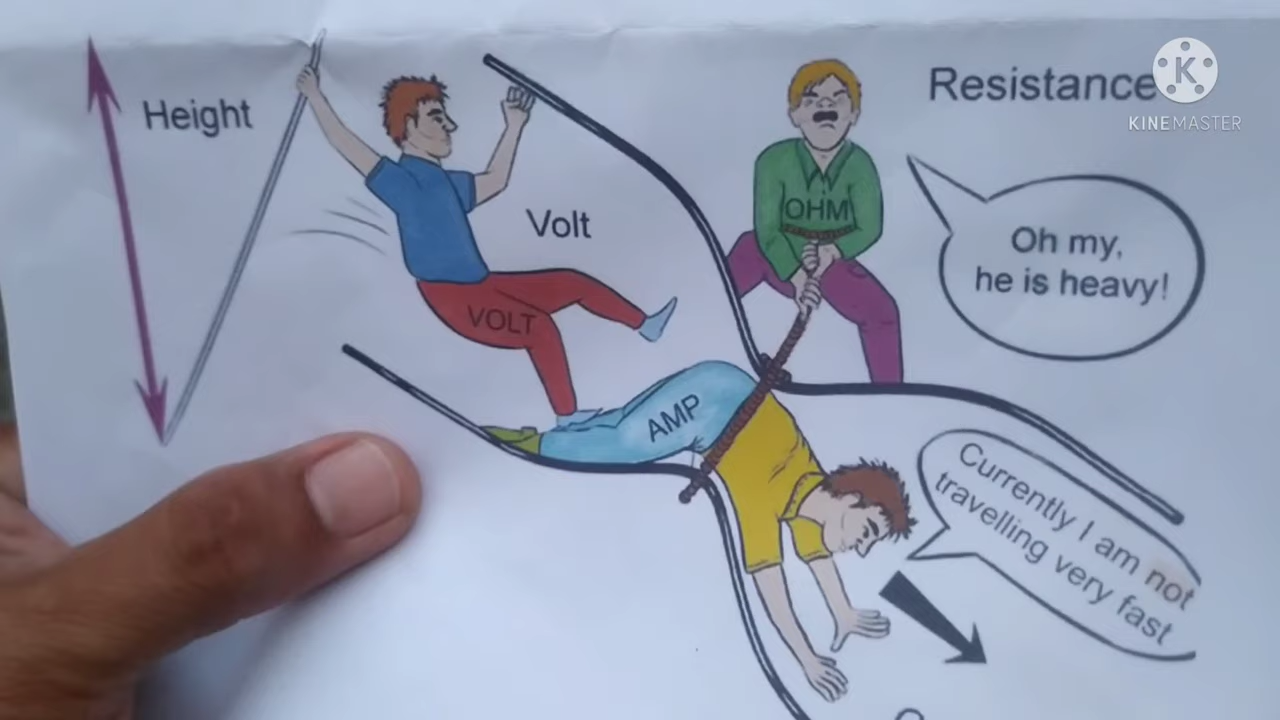 Height
Volt
VOLT
AMP
OHM
Resistance
K
KINEMASTER
Oh my,
he is heavy!
Currently I am not
travelling very fast